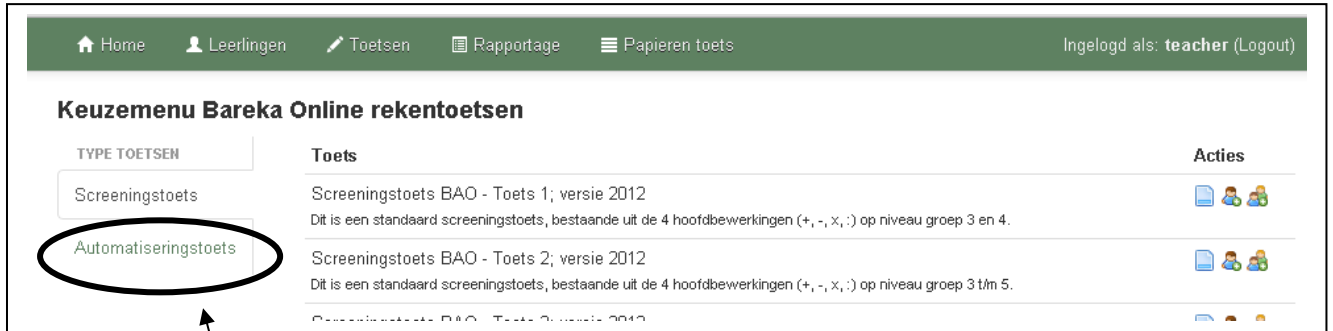 Home Leerlingen Toetsen Rapportage Papieren toets Ingelogd als: teacher (Logout)
Keuzemenu Bareka Online rekentoetsen
TYPE TOETSEN
Toets Acties
Screeningstoets
Screeningstoets BAO - Toets 1; versie 2012
Dit is een standaard screeningstoets, bestaande uit de 4 hoofdbewerkingen (+, -, x, :) op niveau groep 3 en 4.
Automatiseringstoets
Screeningstoets BAO - Toets 2; versie 2012
Dit is een standaard screeningstoets, bestaande uit de 4 hoofdbewerkingen (+, -, x, :) op niveau groep 3 t/m 5.